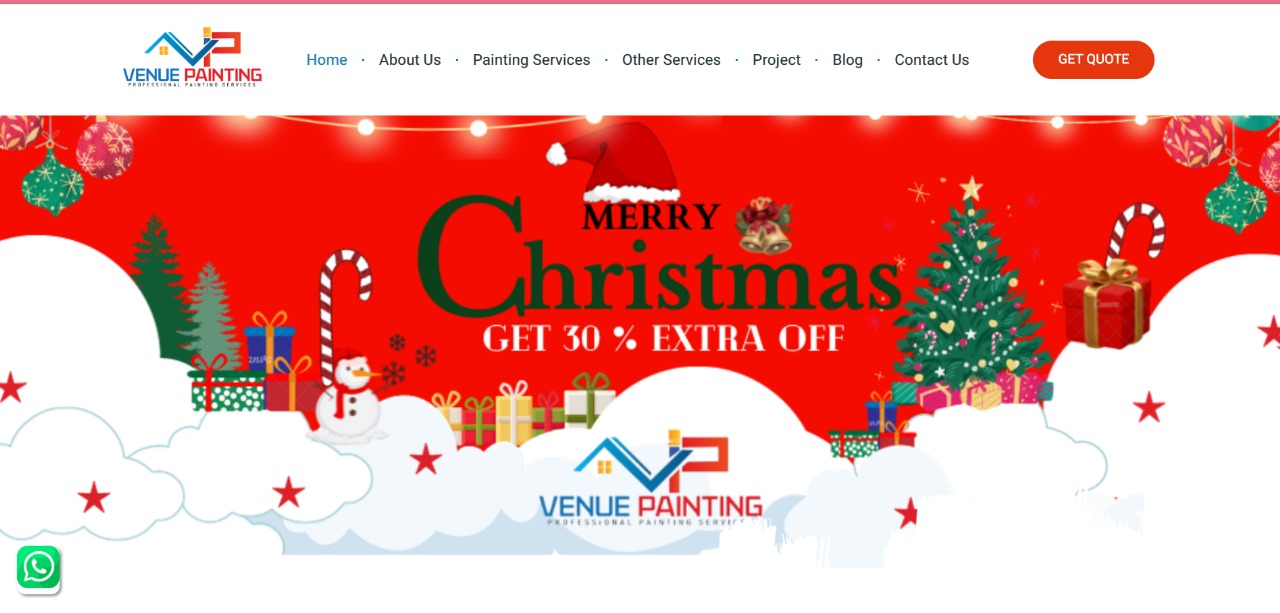 VENUE PAINTING
PROFESSIONAL PAINTING SERVICES
Home
About Us
Painting Services
Other Services
Project
Blog
Contact Us
GET QUOTE
MERRY
Christmas
GET 30 % EXTRA OFF
VENUE PAINTING
PROFESSIONAL PAINTING